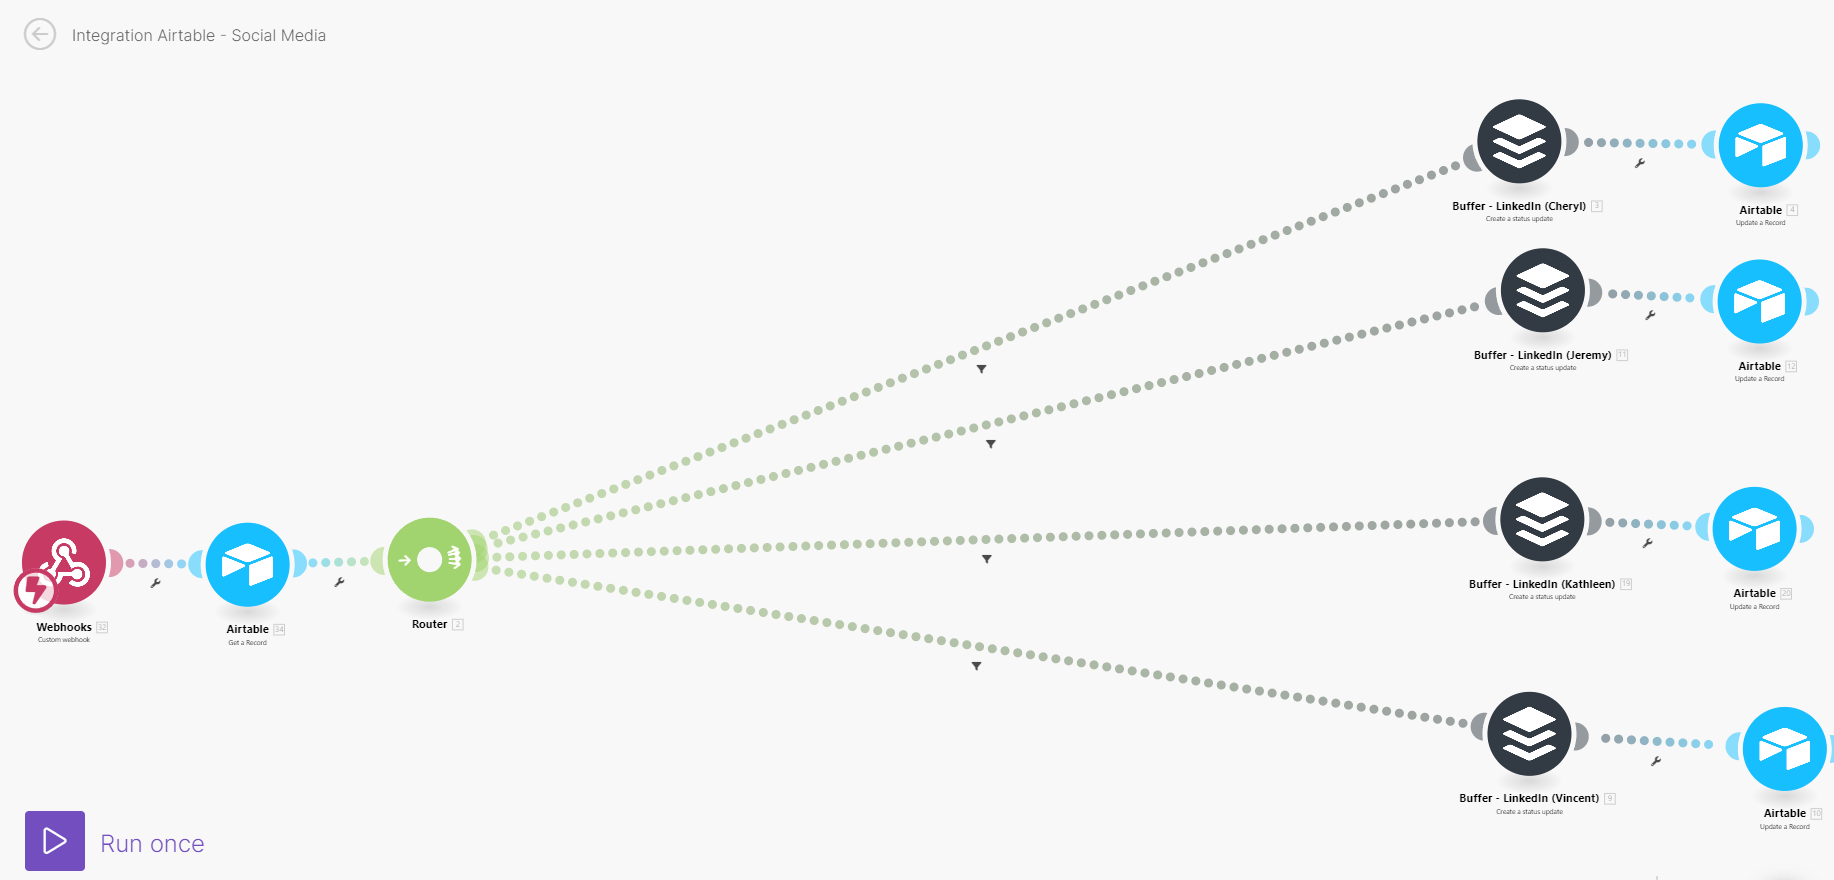 Integration Airtable - Social Media
Buffer - LinkedIn (Cheryl) 3
Create a status update
Airtable 4
Update a Record
Buffer - LinkedIn (Jeremy) 11
Create a status update
Airtable 12
Update a Record
Buffer - LinkedIn (Kathleen) 19
Create a status update
Airtable 20
Update a Record
Webhooks 32
Custom webhook
Airtable 34
Get a Record
Router 2
Buffer - LinkedIn (Vincent) 9
Create a status update
Airtable 10
Update a Record
Run once